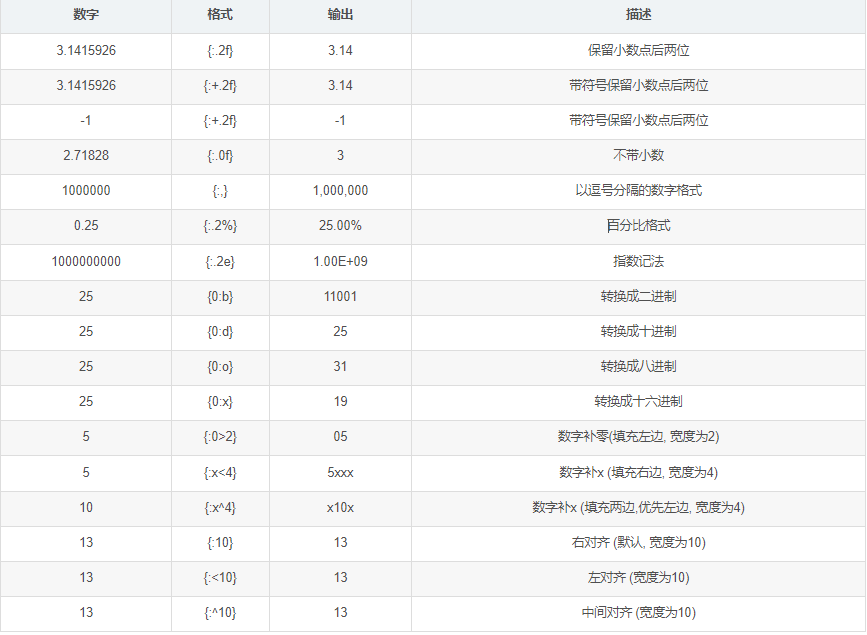 数字 格式 输出 描述
3.1415926 {:.2f} 3.14 保留小数点后两位
3.1415926 {:+.2f} 3.14 带符号保留小数点后两位
-1 {:+.2f} -1 带符号保留小数点后两位
2.71828 {:.0f} 3 不带小数
1000000 {:,} 1,000,000 以逗号分隔的数字格式
0.25 {:.2%} 25.00% 百分比格式
1000000000 {:.2e} 1.00E+09 指数记法
25 {0:b} 11001 转换成二进制
25 {0:d} 25 转换成十进制
25 {0:o} 31 转换成八进制
25 {0:x} 19 转换成十六进制
5 {:0>2} 05 数字补零(填充左边, 宽度为2)
5 {:x<4} 5xxx 数字补x (填充右边, 宽度为4)
10 {:x^4} x10x 数字补x (填充两边,优先左边, 宽度为4)
13 {:10} 13 右对齐 (默认, 宽度为10)
13 {:<10} 13 左对齐 (宽度为10)
13 {:^10} 13 中间对齐 (宽度为10)